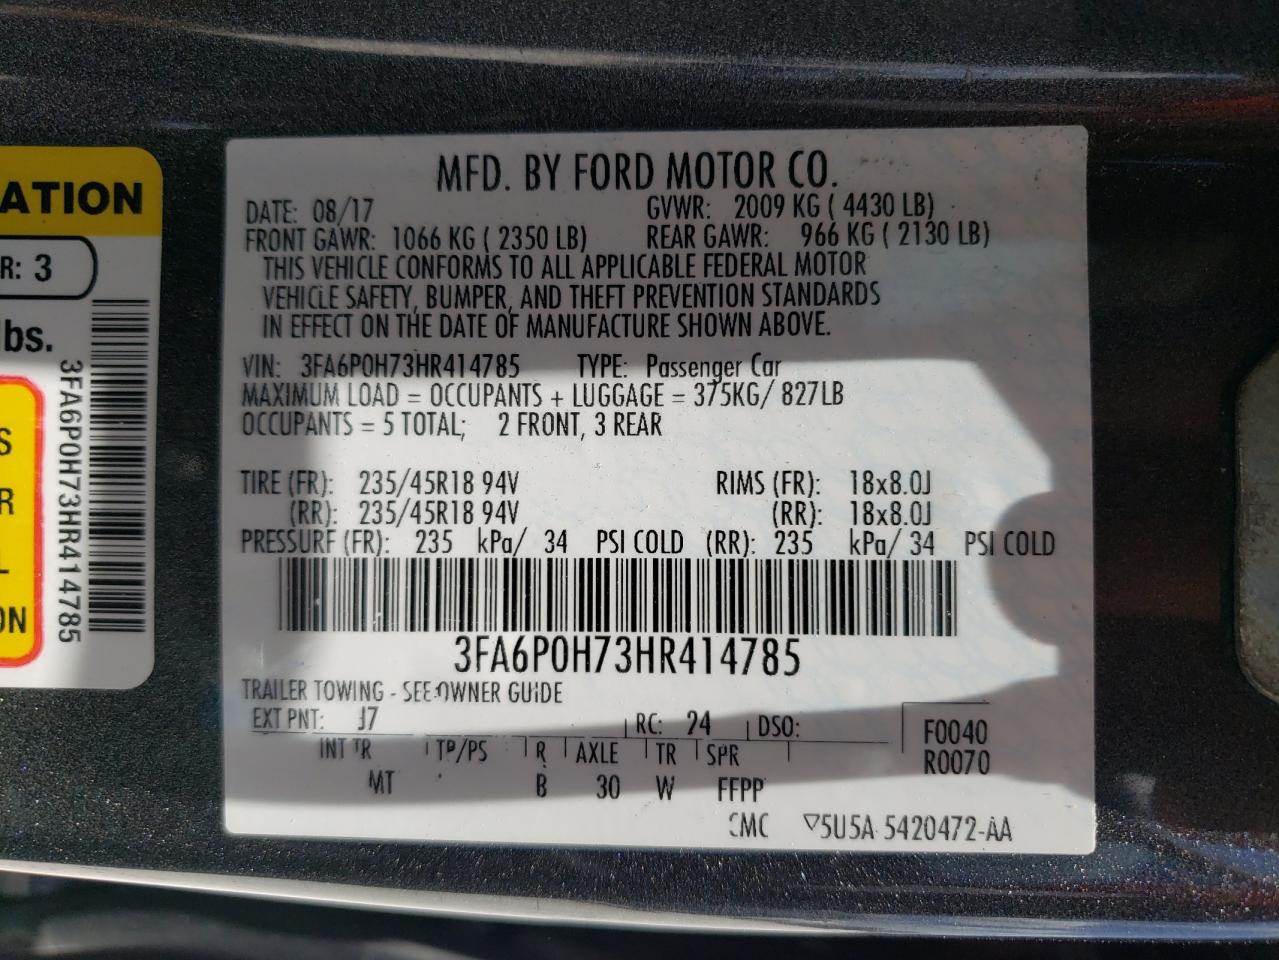 ATION
R: 3
lbs.
3FA6P0H73HR414785
S
R
L
ON
MFD. BY FORD MOTOR CO.
DATE: 08/17 GVWR: 2009 KG ( 4430 LB)
FRONT GAWR: 1066 KG ( 2350 LB) REAR GAWR: 966 KG ( 2130 LB)
THIS VEHICLE CONFORMS TO ALL APPLICABLE FEDERAL MOTOR
VEHICLE SAFETY, BUMPER, AND THEFT PREVENTION STANDARDS
IN EFFECT ON THE DATE OF MANUFACTURE SHOWN ABOVE.
VIN: 3FA6P0H73HR414785 TYPE: Passenger Car
MAXIMUM LOAD = OCCUPANTS + LUGGAGE = 375KG/ 827LB
OCCUPANTS = 5 TOTAL; 2 FRONT, 3 REAR
TIRE (FR): 235/45R18 94V RIMS (FR): 18x8.0J
(RR): 235/45R18 94V (RR): 18x8.0J
PRESSURE (FR): 235 kPa/ 34 PSI COLD (RR): 235 kPa/ 34 PSI COLD
3FA6P0H73HR414785
TRAILER TOWING - SEE OWNER GUIDE
EXT PNT: J7 RC: 24 DSO: F0040
INT TR TP/PS R AXLE TR SPR R0070
MT B 30 W FFPP
CMC ▽5U5A 5420472-AA